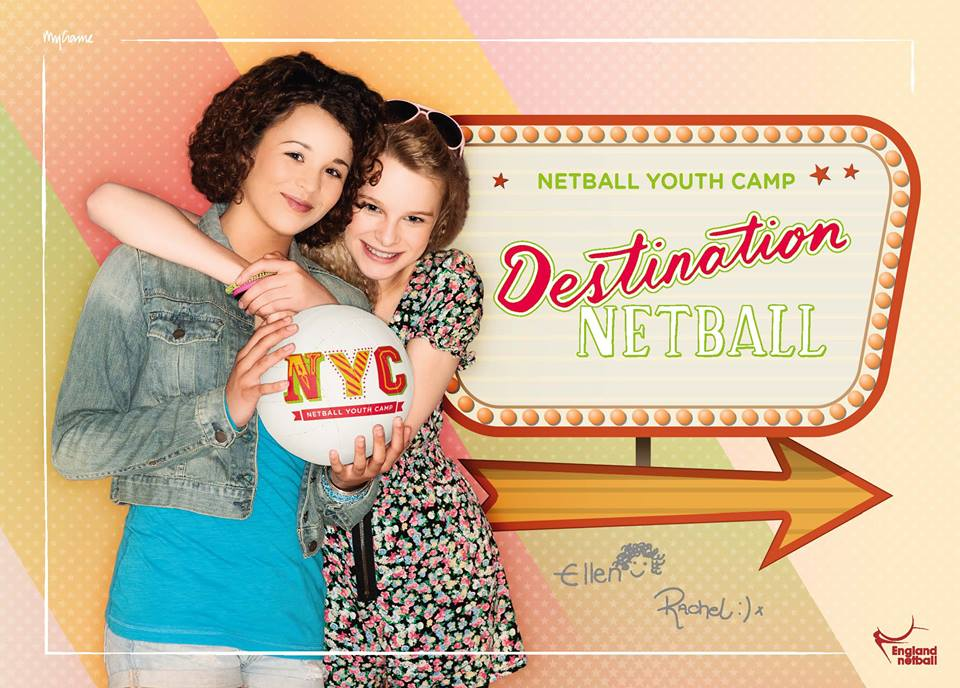 MyGame
NETBALL YOUTH CAMP
Destination
NETBALL
NYC
NETBALL YOUTH CAMP
Ellen
Rachel :) x
England
netball